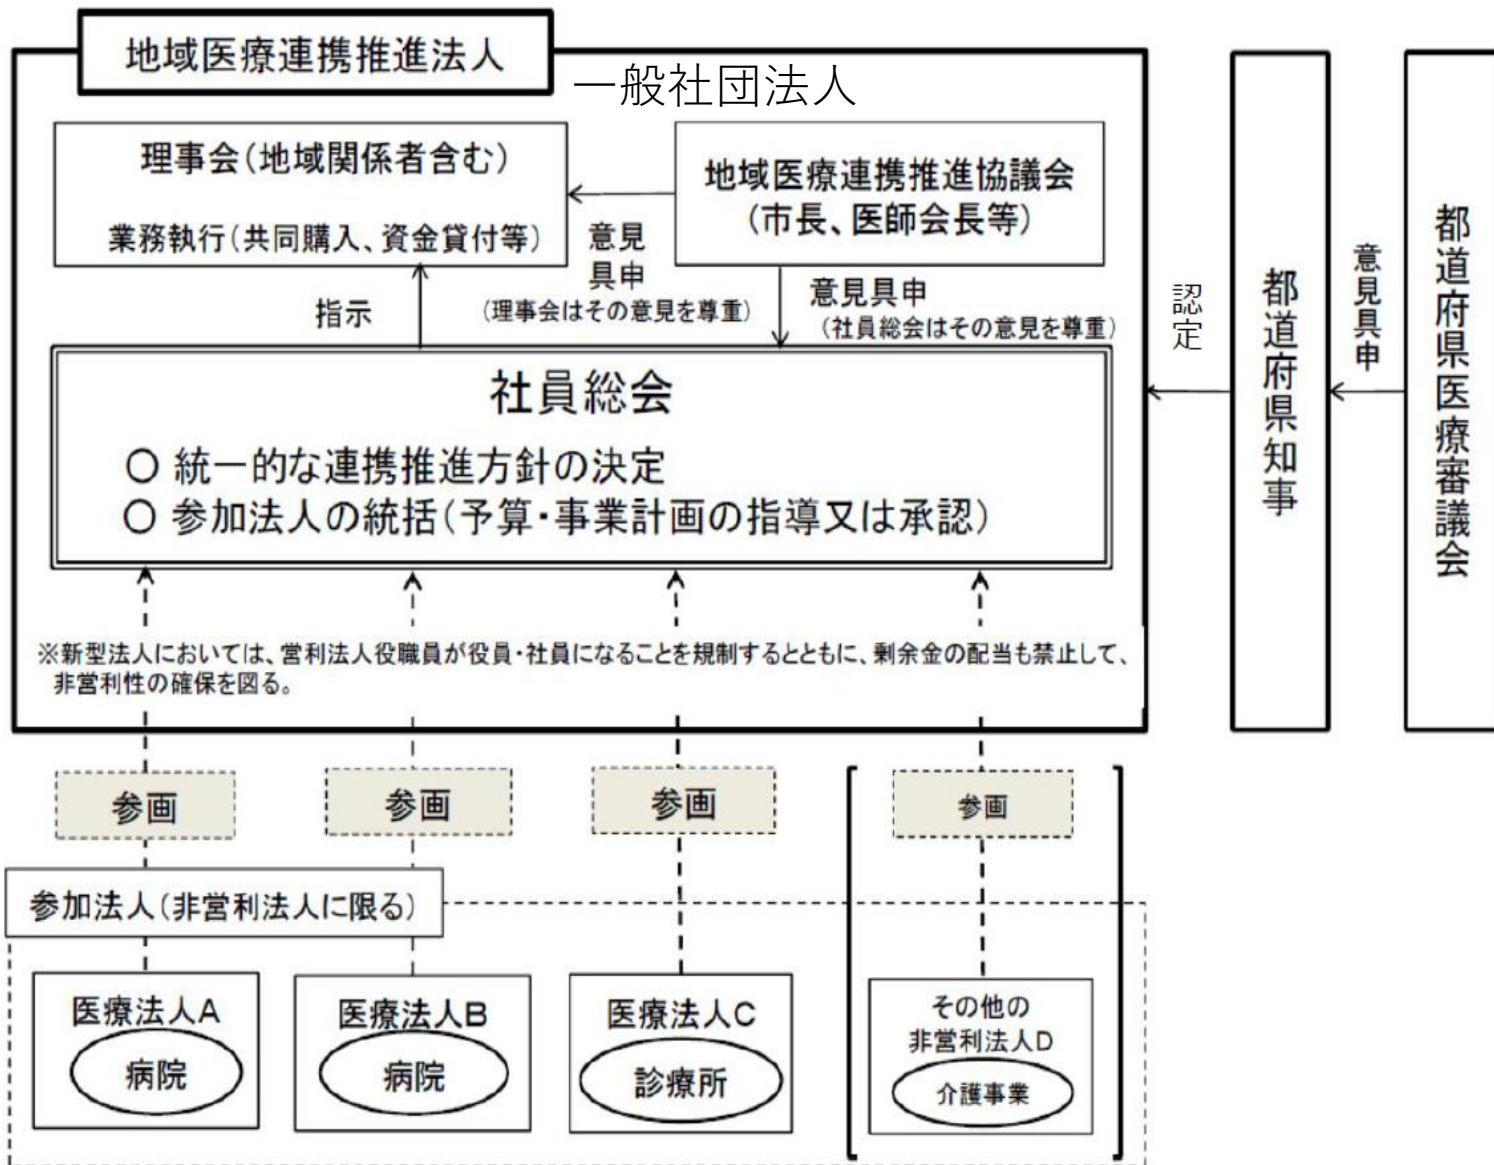 地域医療連携推進法人
一般社団法人
理事会(地域関係者含む)
業務執行(共同購入、資金貸付等)
地域医療連携推進協議会
(市長、医師会長等)
意見
具申
(理事会はその意見を尊重)
指示
意見具申
(社員総会はその意見を尊重)
社員総会
○ 統一的な連携推進方針の決定
○ 参加法人の統括(予算・事業計画の指導又は承認)
※新型法人においては、営利法人役職員が役員・社員になることを規制するとともに、剰余金の配当も禁止して、
非営利性の確保を図る。
認定
都道府県知事
意見具申
都道府県医療審議会
参画
参画
参画
参画
参加法人(非営利法人に限る)
医療法人A
病院
医療法人B
病院
医療法人C
診療所
その他の
非営利法人D
介護事業